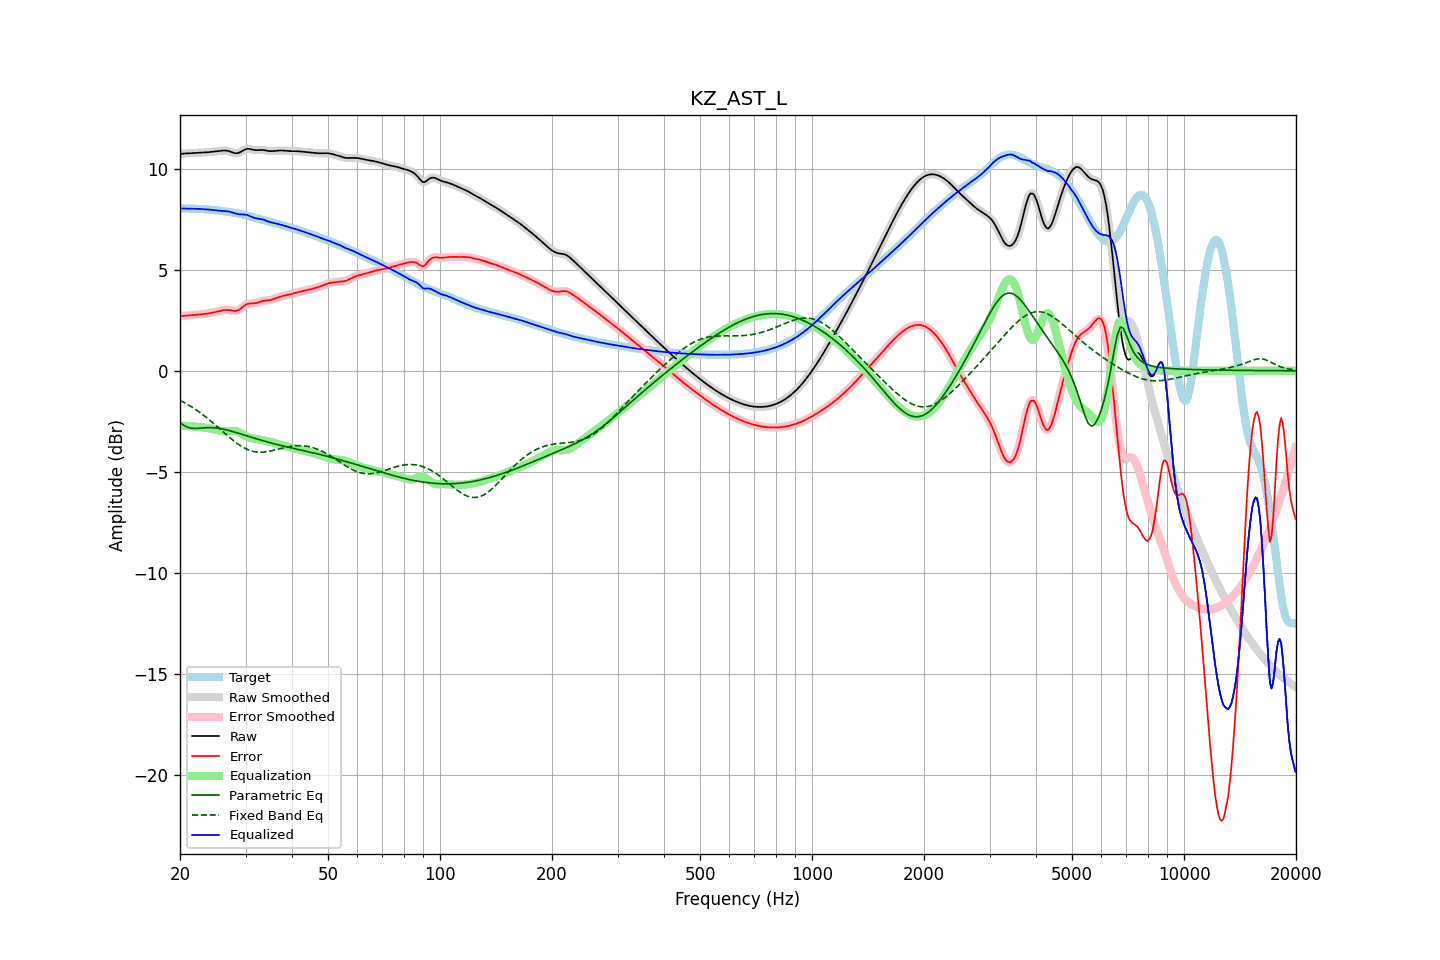 KZ_AST_L
Amplitude (dBr)
10
5
0
−5
−10
−15
−20
Target
Raw Smoothed
Error Smoothed
Raw
Error
Equalization
Parametric Eq
Fixed Band Eq
Equalized
20 50 100 200 500 1000 2000 5000 10000 20000
Frequency (Hz)